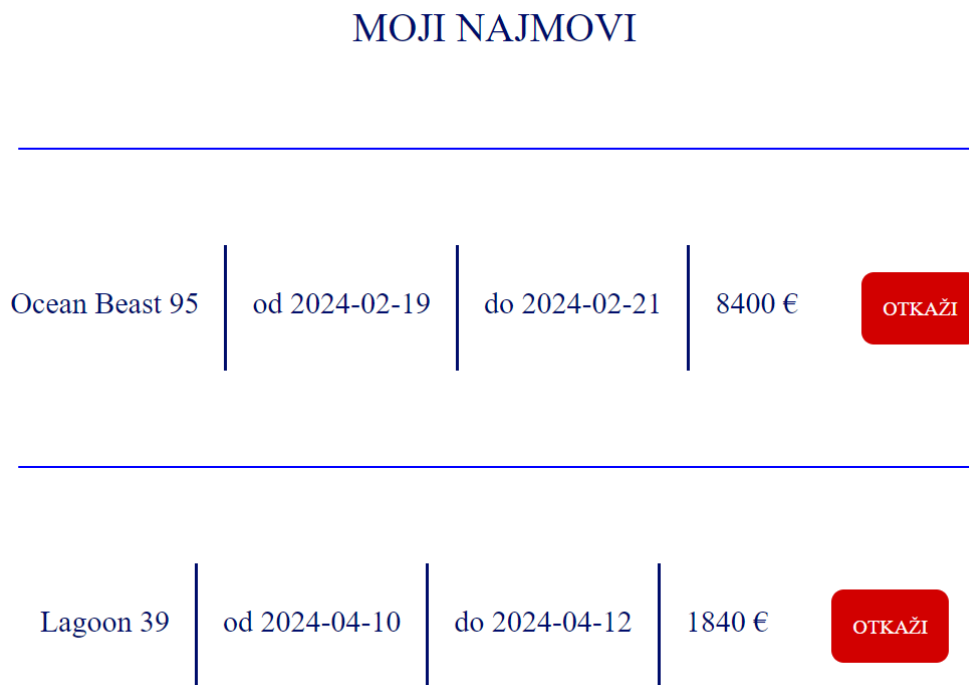 MOJI NAJMOVI
Ocean Beast 95 od 2024-02-19 do 2024-02-21 8400 € OTKAŽI
Lagoon 39 od 2024-04-10 do 2024-04-12 1840 € OTKAŽI